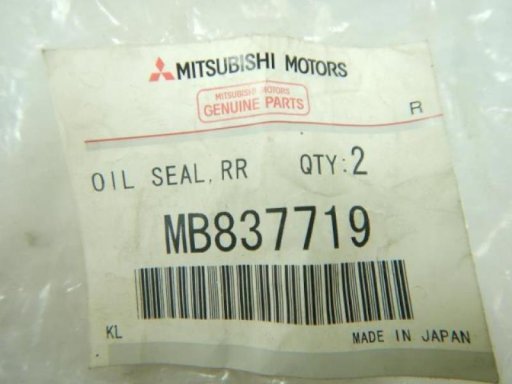 MITSUBISHI MOTORS
MITSUBISHI MOTORS
GENUINE PARTS
R
OIL SEAL, RR QTY:2
MB837719
KL MADE IN JAPAN